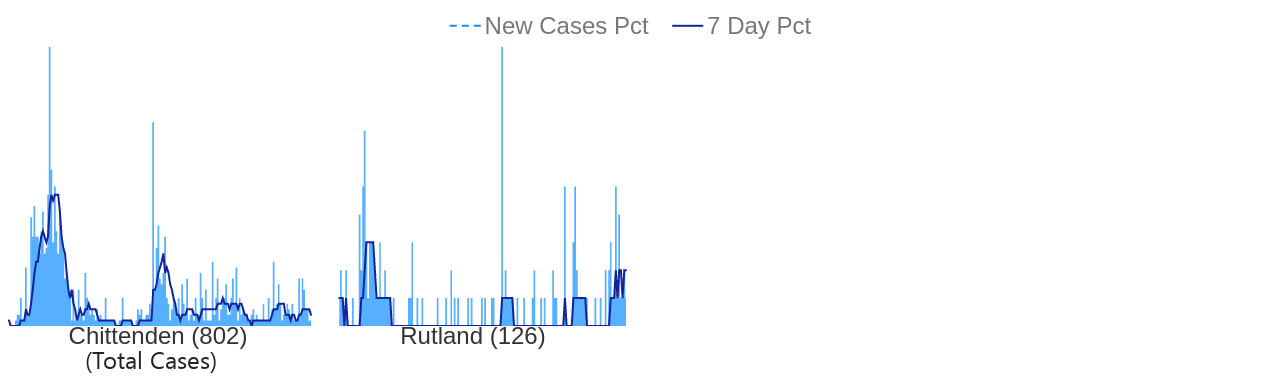 New Cases Pct 7 Day Pct
Chittenden (802) Rutland (126)
(Total Cases)